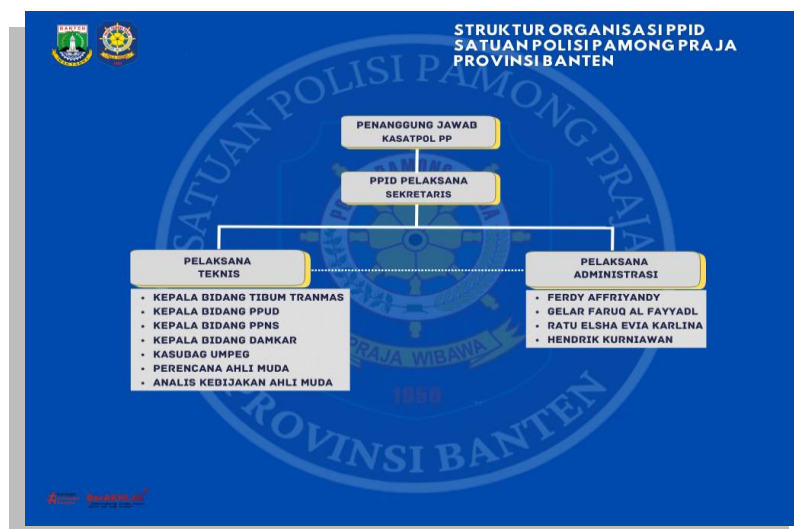 STRUKTUR ORGANISASI PPID
SATUAN POLISI PAMONG PRAJA
PROVINSI BANTEN
BANTEN
SATUAN POLISI PAMONG PRAJA
PENANGGUNG JAWAB
KASATPOL PP
PPID PELAKSANA
SEKRETARIS
PELAKSANA
TEKNIS
• KEPALA BIDANG TIBUM TRANMAS
• KEPALA BIDANG PPUD
• KEPALA BIDANG PPNS
• KEPALA BIDANG DAMKAR
• KASUBAG UMPEG
• PERENCANA AHLI MUDA
• ANALIS KEBIJAKAN AHLI MUDA
PELAKSANA
ADMINISTRASI
• FERDY AFFRIYANDY
• GELAR FARUQ AL FAYYADL
• RATU ELSHA EVIA KARLINA
• HENDRIK KURNIAWAN
PRAJA WIBAWA
1950
PROVINSI BANTEN
BerAKHLAK